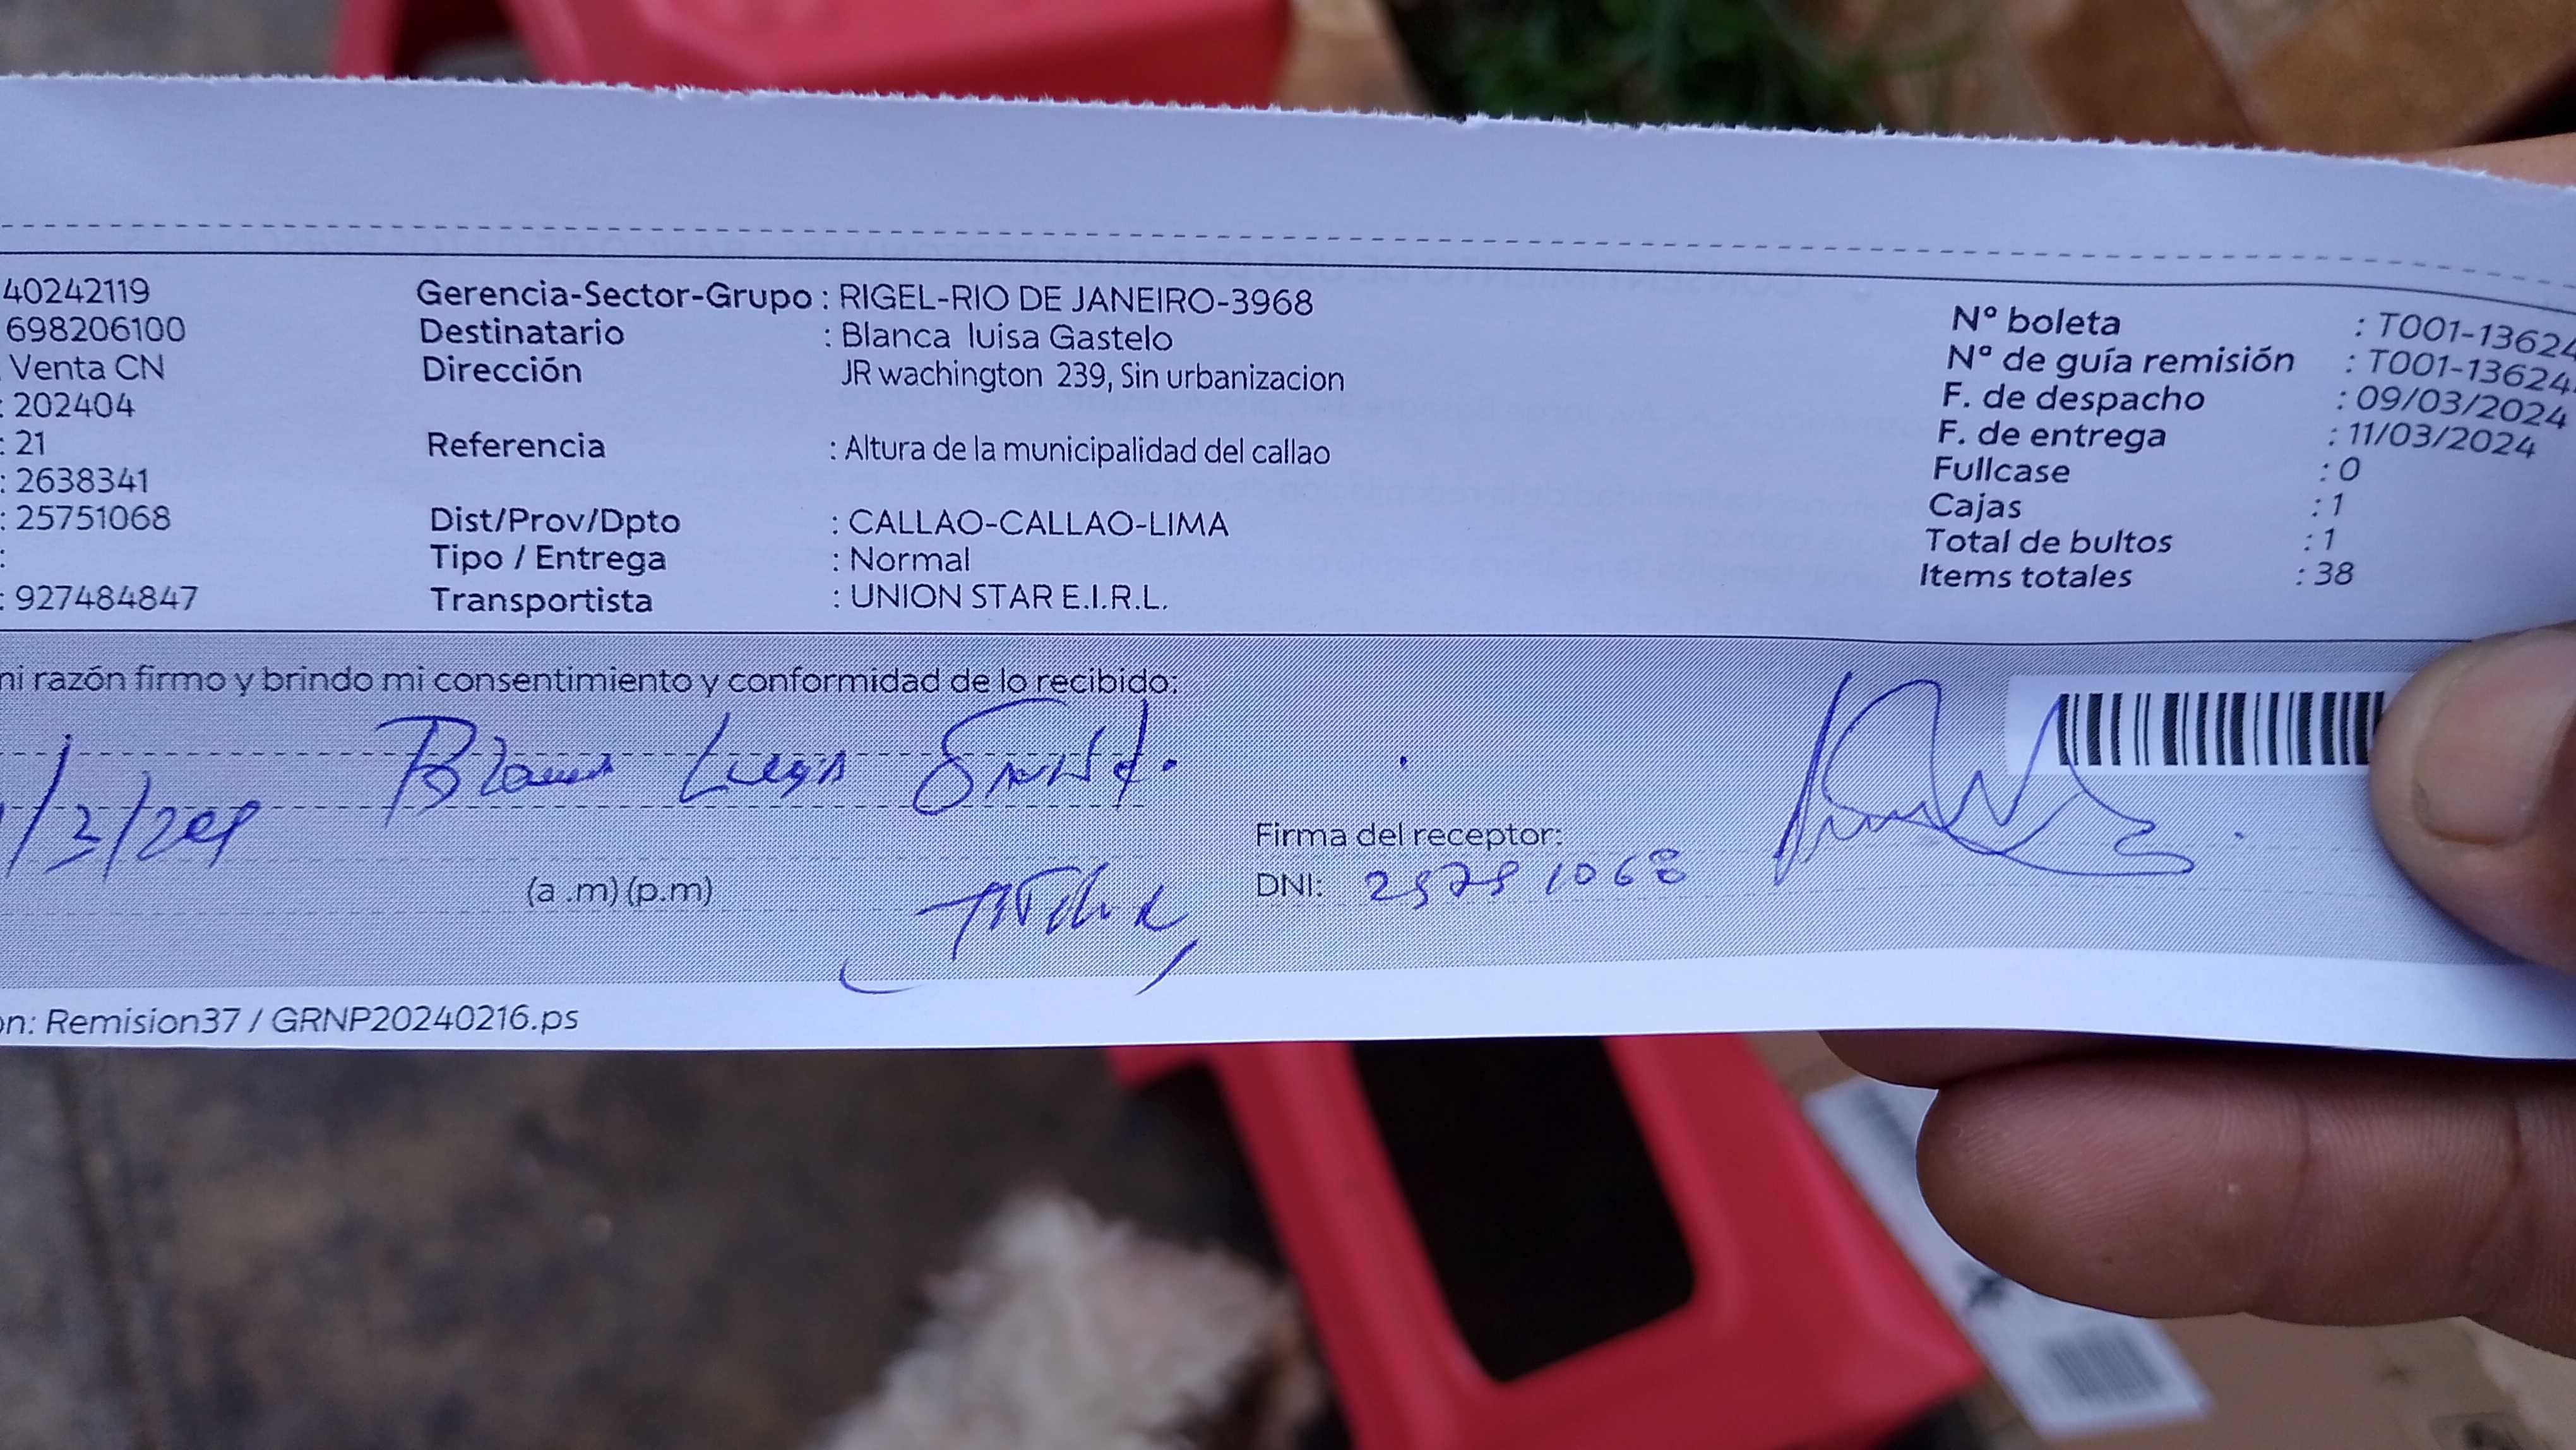 40242119
698206100
Venta CN
: 202404
: 21
: 2638341
: 25751068
:
: 927484847
Gerencia-Sector-Grupo : RIGEL-RIO DE JANEIRO-3968
Destinatario : Blanca luisa Gastelo
Dirección JR wachington 239, Sin urbanizacion
Referencia : Altura de la municipalidad del callao
Dist/Prov/Dpto : CALLAO-CALLAO-LIMA
Tipo / Entrega : Normal
Transportista : UNION STAR E.I.R.L.
N° boleta : T001-13624
N° de guía remisión : T001-13624
F. de despacho : 09/03/2024
F. de entrega : 11/03/2024
Fullcase : 0
Cajas : 1
Total de bultos : 1
Items totales : 38
mi razón firmo y brindo mi consentimiento y conformidad de lo recibido:
Blanca Luisa
(a .m) (p.m)
Firma del receptor:
DNI: 25751068
on: Remision37 / GRNP20240216.ps